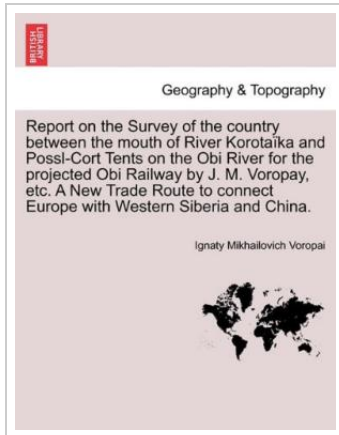 BRITISH
LIBRARY
Geography & Topography
Report on the Survey of the country
between the mouth of River Korotaïka and
Possl-Cort Tents on the Obi River for the
projected Obi Railway by J. M. Voropay,
etc. A New Trade Route to connect
Europe with Western Siberia and China.
Ignaty Mikhailovich Voropai